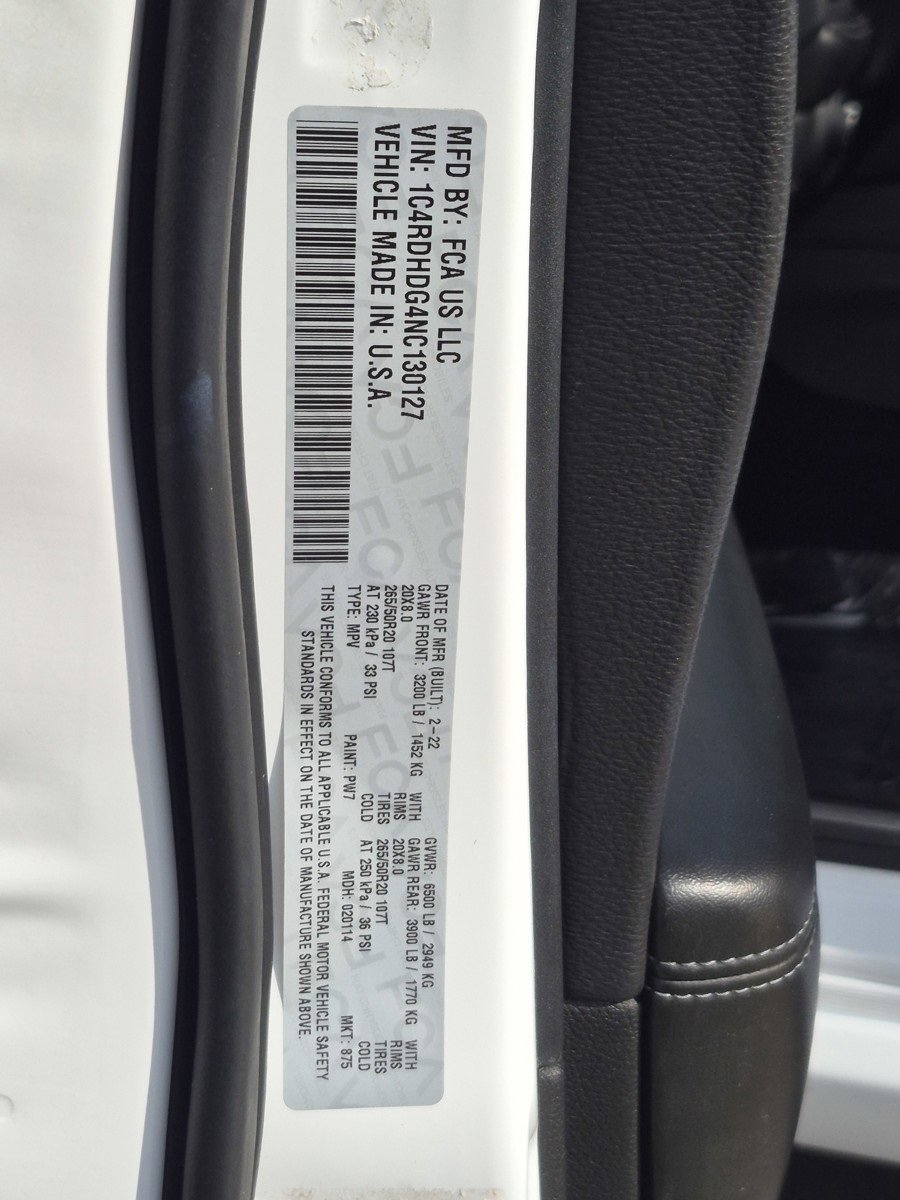 MFD BY: FCA US LLC
VIN: 1C4RDHDG4NC130127
VEHICLE MADE IN: U.S.A.
DATE OF MFR (BUILT): 2-22 GVWR: 6500 LB / 2949 KG
GAWR FRONT: 3200 LB / 1452 KG WITH GAWR REAR: 3900 LB / 1770 KG WITH
20X8.0 RIMS 20X8.0 RIMS
265/50R20 107T TIRES 265/50R20 107T TIRES
AT 230 kPa / 33 PSI COLD AT 250 kPa / 36 PSI COLD
TYPE: MPV PAINT: PW7 MDH: 020114 MKT: 875
THIS VEHICLE CONFORMS TO ALL APPLICABLE U.S.A. FEDERAL MOTOR VEHICLE SAFETY
STANDARDS IN EFFECT ON THE DATE OF MANUFACTURE SHOWN ABOVE.